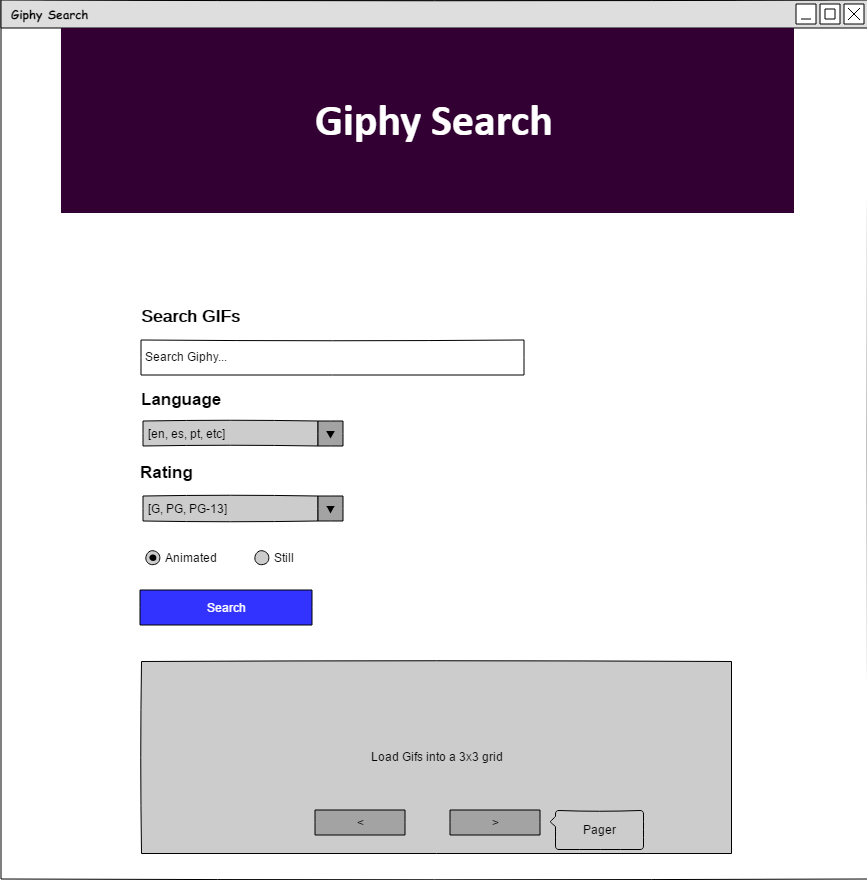 Giphy Search
Giphy Search
Search GIFs
Search Giphy...
Language
[en, es, pt, etc]
Rating
[G, PG, PG-13]
Animated Still
Search
Load Gifs into a 3x3 grid
< > Pager